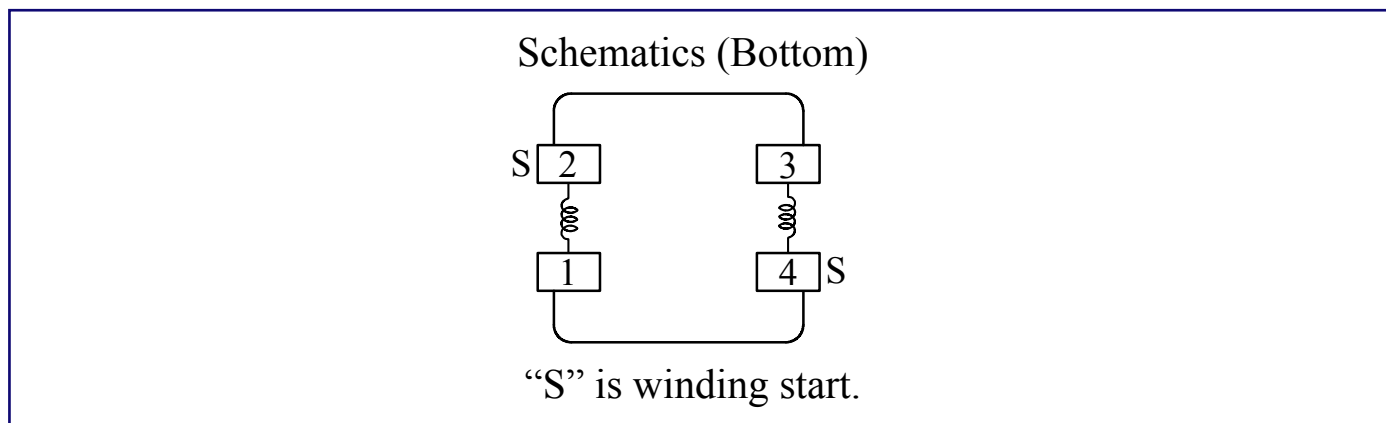 Schematics (Bottom)
S 2 3
1 4 S
“S” is winding start.